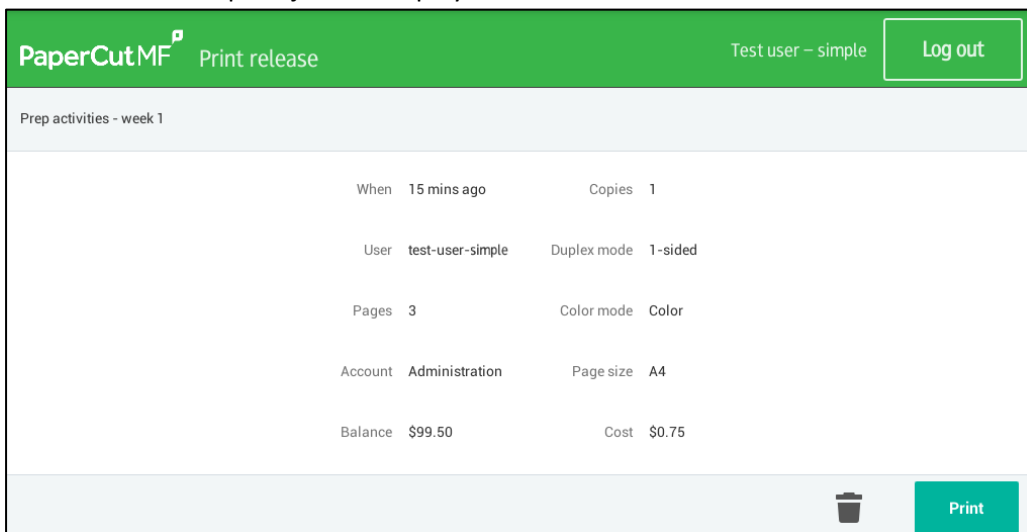 PaperCutMF Print release Test user – simple Log out
Prep activities - week 1
When 15 mins ago Copies 1
User test-user-simple Duplex mode 1-sided
Pages 3 Color mode Color
Account Administration Page size A4
Balance $99.50 Cost $0.75
Print